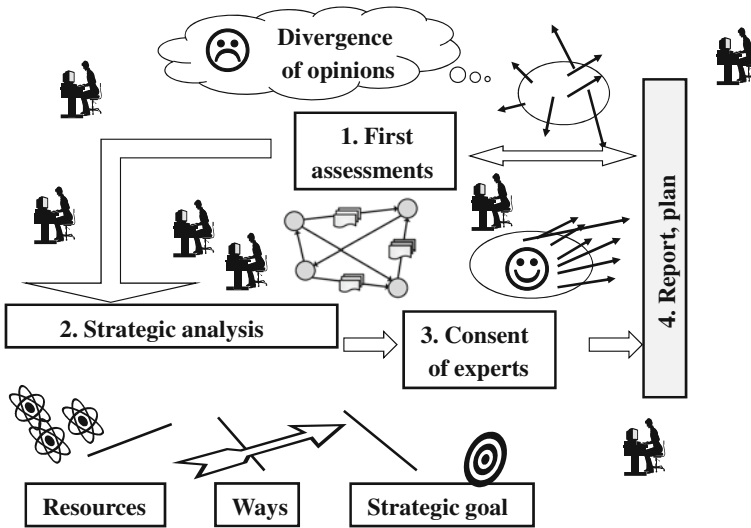 Divergence
of opinions
1. First
assessments
2. Strategic analysis
3. Consent
of experts
4. Report, plan
Resources
Ways
Strategic goal